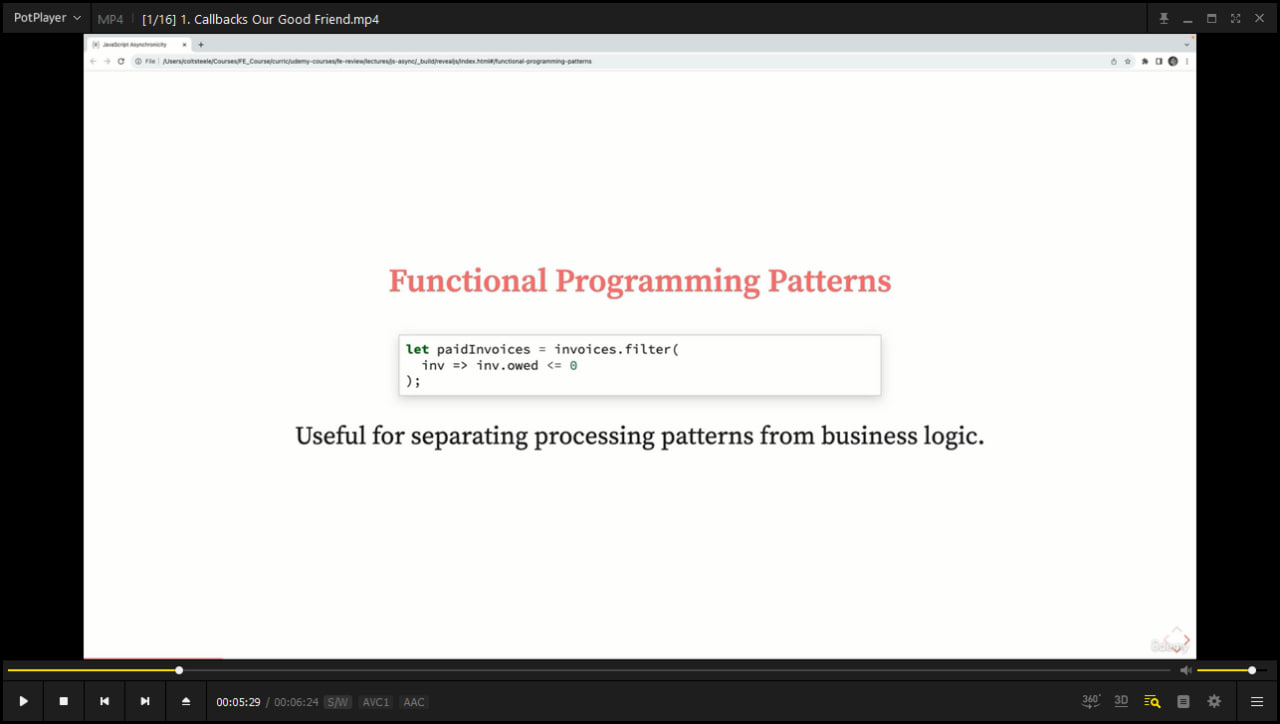 PotPlayer MP4 [1/16] 1. Callbacks Our Good Friend.mp4
JavaScript Asynchronicity
File /Users/coltsteele/Courses/FE_Course/curric/udemy-courses/fe-review/lectures/js-async/_build/revealjs/index.html#/functional-programming-patterns
Functional Programming Patterns
let paidInvoices = invoices.filter(
inv => inv.owed <= 0
);
Useful for separating processing patterns from business logic.
Udemy
00:05:29 / 00:06:24 S/W AVC1 AAC 360° 3D